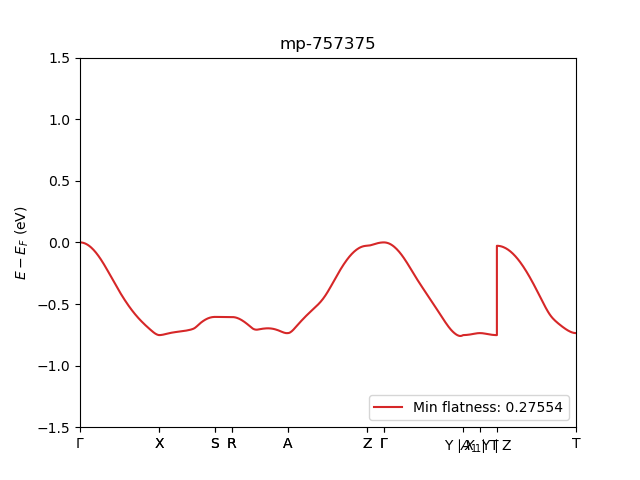 mp-757375
1.5
1.0
0.5
0.0
−0.5
−1.0
−1.5
E − E_F (eV)
Min flatness: 0.27554
Γ X S R A Z Γ Y | T | Z T